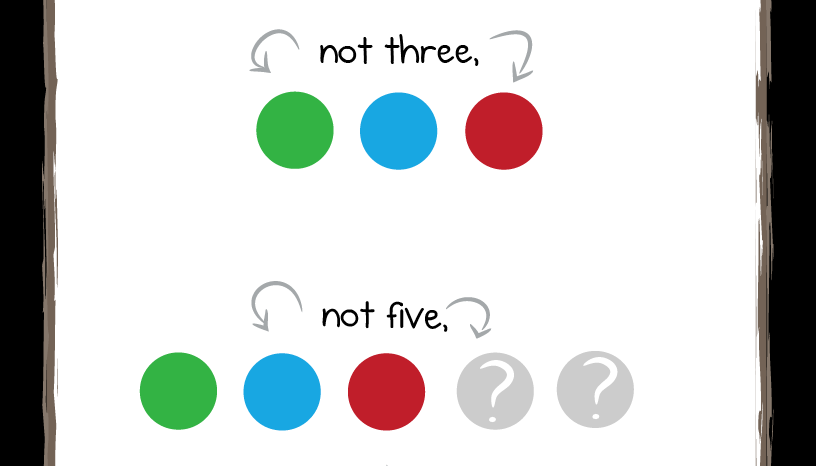 not three,
not five,
? ?